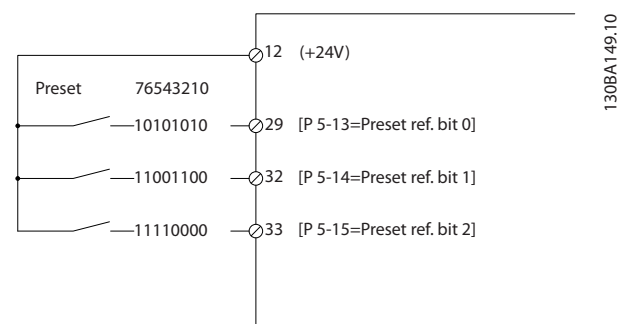 12 (+24V)
Preset 76543210
10101010 29 [P 5-13=Preset ref. bit 0]
11001100 32 [P 5-14=Preset ref. bit 1]
11110000 33 [P 5-15=Preset ref. bit 2]
130BA149.10